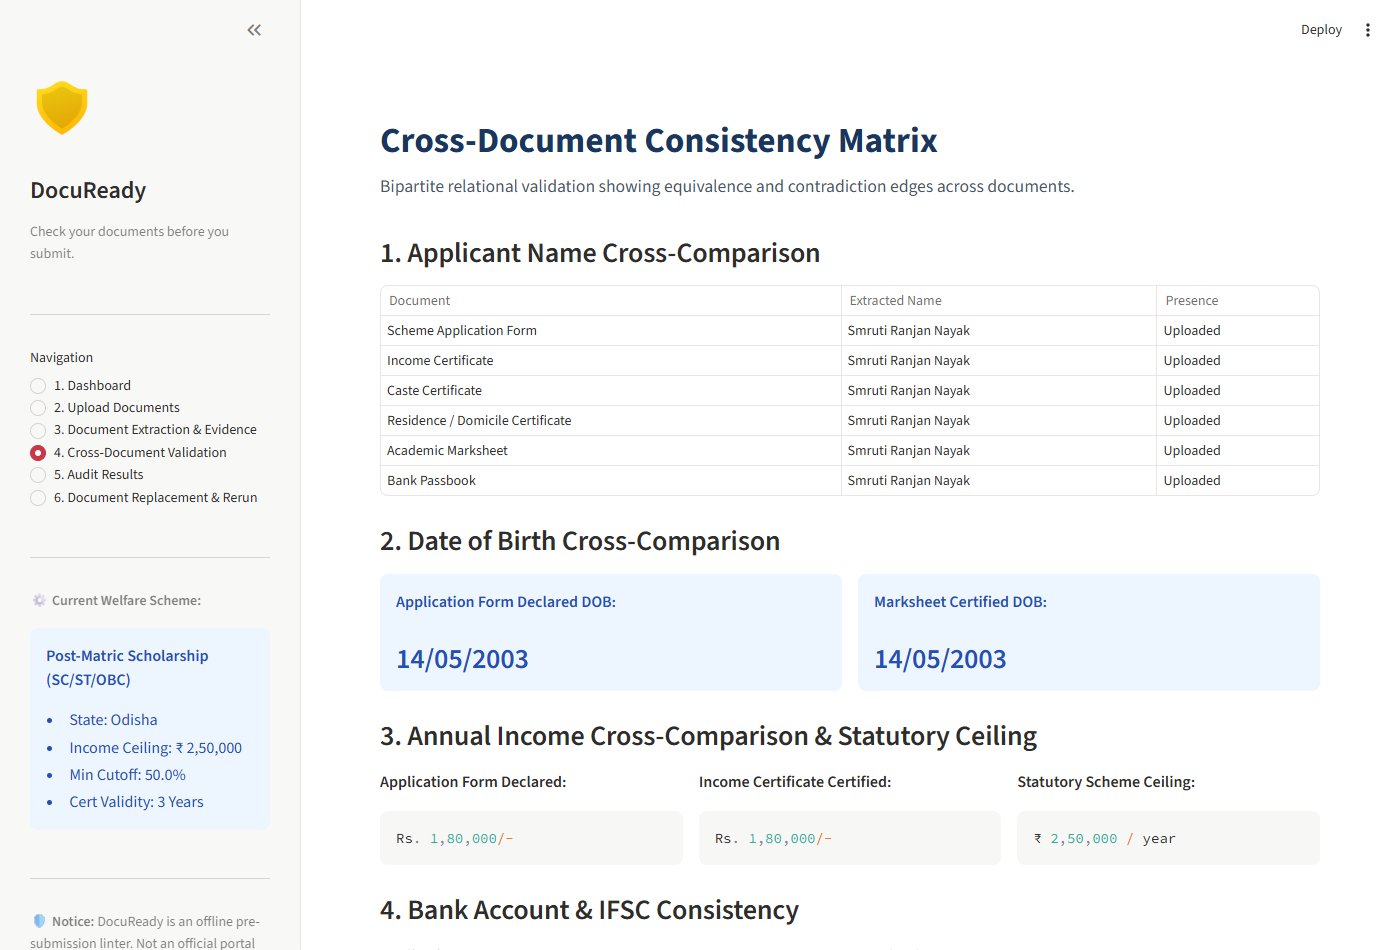 Deploy
DocuReady
Check your documents before you
submit.
Navigation
1. Dashboard
2. Upload Documents
3. Document Extraction & Evidence
4. Cross-Document Validation
5. Audit Results
6. Document Replacement & Rerun
Current Welfare Scheme:
Post-Matric Scholarship
(SC/ST/OBC)
• State: Odisha
• Income Ceiling: ₹ 2,50,000
• Min Cutoff: 50.0%
• Cert Validity: 3 Years
Notice: DocuReady is an offline pre-
submission linter. Not an official portal
Cross-Document Consistency Matrix
Bipartite relational validation showing equivalence and contradiction edges across documents.
1. Applicant Name Cross-Comparison
Document Extracted Name Presence
Scheme Application Form Smruti Ranjan Nayak Uploaded
Income Certificate Smruti Ranjan Nayak Uploaded
Caste Certificate Smruti Ranjan Nayak Uploaded
Residence / Domicile Certificate Smruti Ranjan Nayak Uploaded
Academic Marksheet Smruti Ranjan Nayak Uploaded
Bank Passbook Smruti Ranjan Nayak Uploaded
2. Date of Birth Cross-Comparison
Application Form Declared DOB: Marksheet Certified DOB:
14/05/2003 14/05/2003
3. Annual Income Cross-Comparison & Statutory Ceiling
Application Form Declared: Income Certificate Certified: Statutory Scheme Ceiling:
Rs. 1,80,000/- Rs. 1,80,000/- ₹ 2,50,000 / year
4. Bank Account & IFSC Consistency